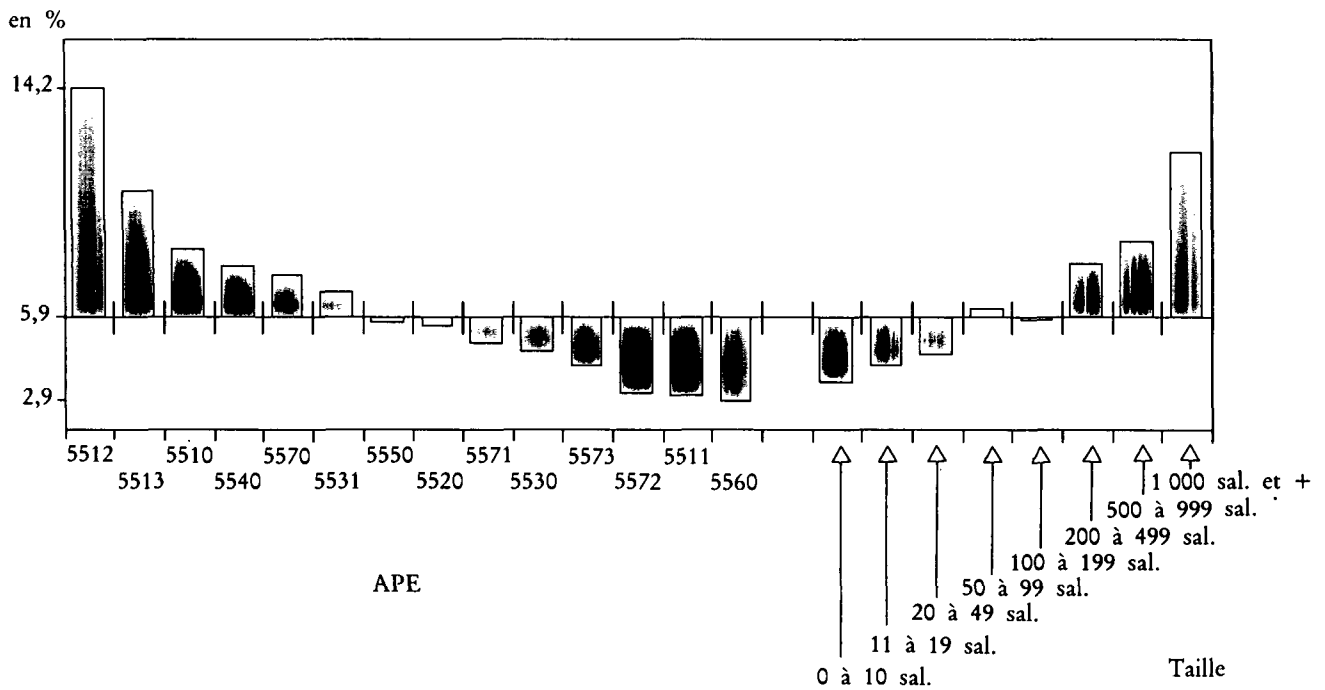 en %
14,2
5,9
2,9
5512 5510 5570 5550 5571 5573 5511
5513 5540 5531 5520 5530 5572 5560
1 000 sal. et +
500 à 999 sal.
200 à 499 sal.
100 à 199 sal.
50 à 99 sal.
20 à 49 sal.
11 à 19 sal.
0 à 10 sal.
APE
Taille